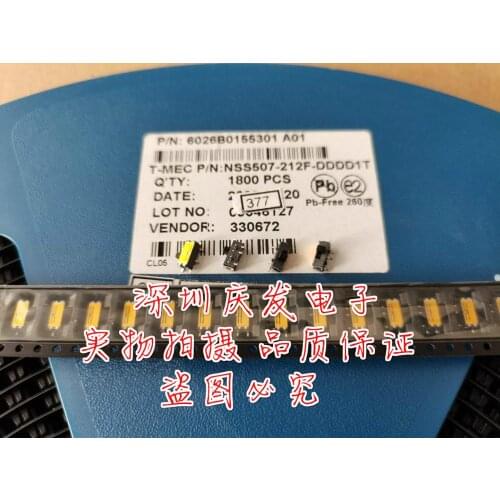 P/N: 6026B0155301 A01
T-MEC P/N:NSS507-212F-DDDD1T
Q'TY: 1800 PCS
DATE: 20
377
LOT NO:
VENDOR: 330672
Pb e2
Pb-Free 260度
CL05
深圳庆发电子
实物拍摄 品质保证
盗图必究